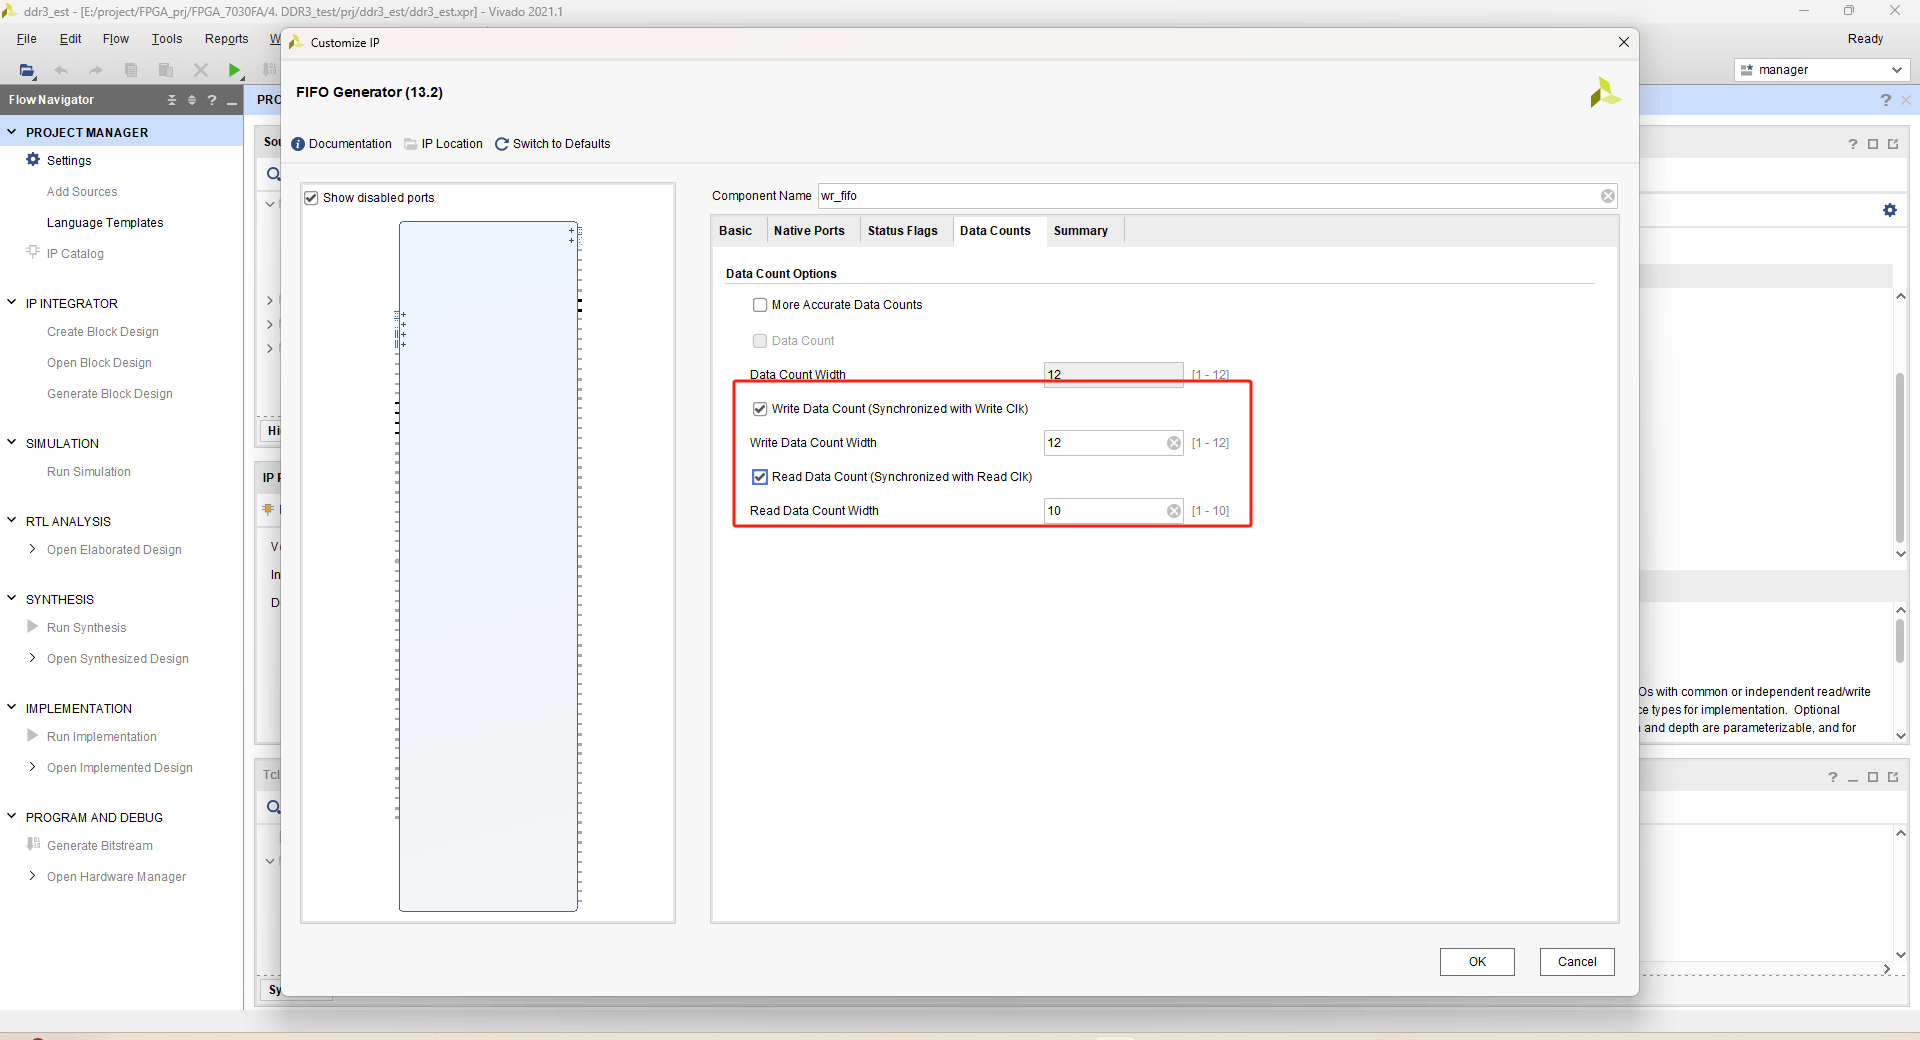 ddr3_est - [E:/project/FPGA_prj/FPGA_7030FA/4. DDR3_test/prj/ddr3_est/ddr3_est.xpr] - Vivado 2021.1
File Edit Flow Tools Reports W
Ready
manager
Flow Navigator
PROJECT MANAGER
Settings
Add Sources
Language Templates
IP Catalog
IP INTEGRATOR
Create Block Design
Open Block Design
Generate Block Design
SIMULATION
Run Simulation
RTL ANALYSIS
Open Elaborated Design
SYNTHESIS
Run Synthesis
Open Synthesized Design
IMPLEMENTATION
Run Implementation
Open Implemented Design
PROGRAM AND DEBUG
Generate Bitstream
Open Hardware Manager
PRO
Sou
Hi
IP P
In
D
Tcl
Sy
Customize IP
FIFO Generator (13.2)
Documentation IP Location Switch to Defaults
Show disabled ports
Component Name wr_fifo
Basic Native Ports Status Flags Data Counts Summary
Data Count Options
More Accurate Data Counts
Data Count
Data Count Width 12 [1 - 12]
Write Data Count (Synchronized with Write Clk)
Write Data Count Width 12 [1 - 12]
Read Data Count (Synchronized with Read Clk)
Read Data Count Width 10 [1 - 10]
OK Cancel
Os with common or independent read/write
ce types for implementation. Optional
and depth are parameterizable, and for